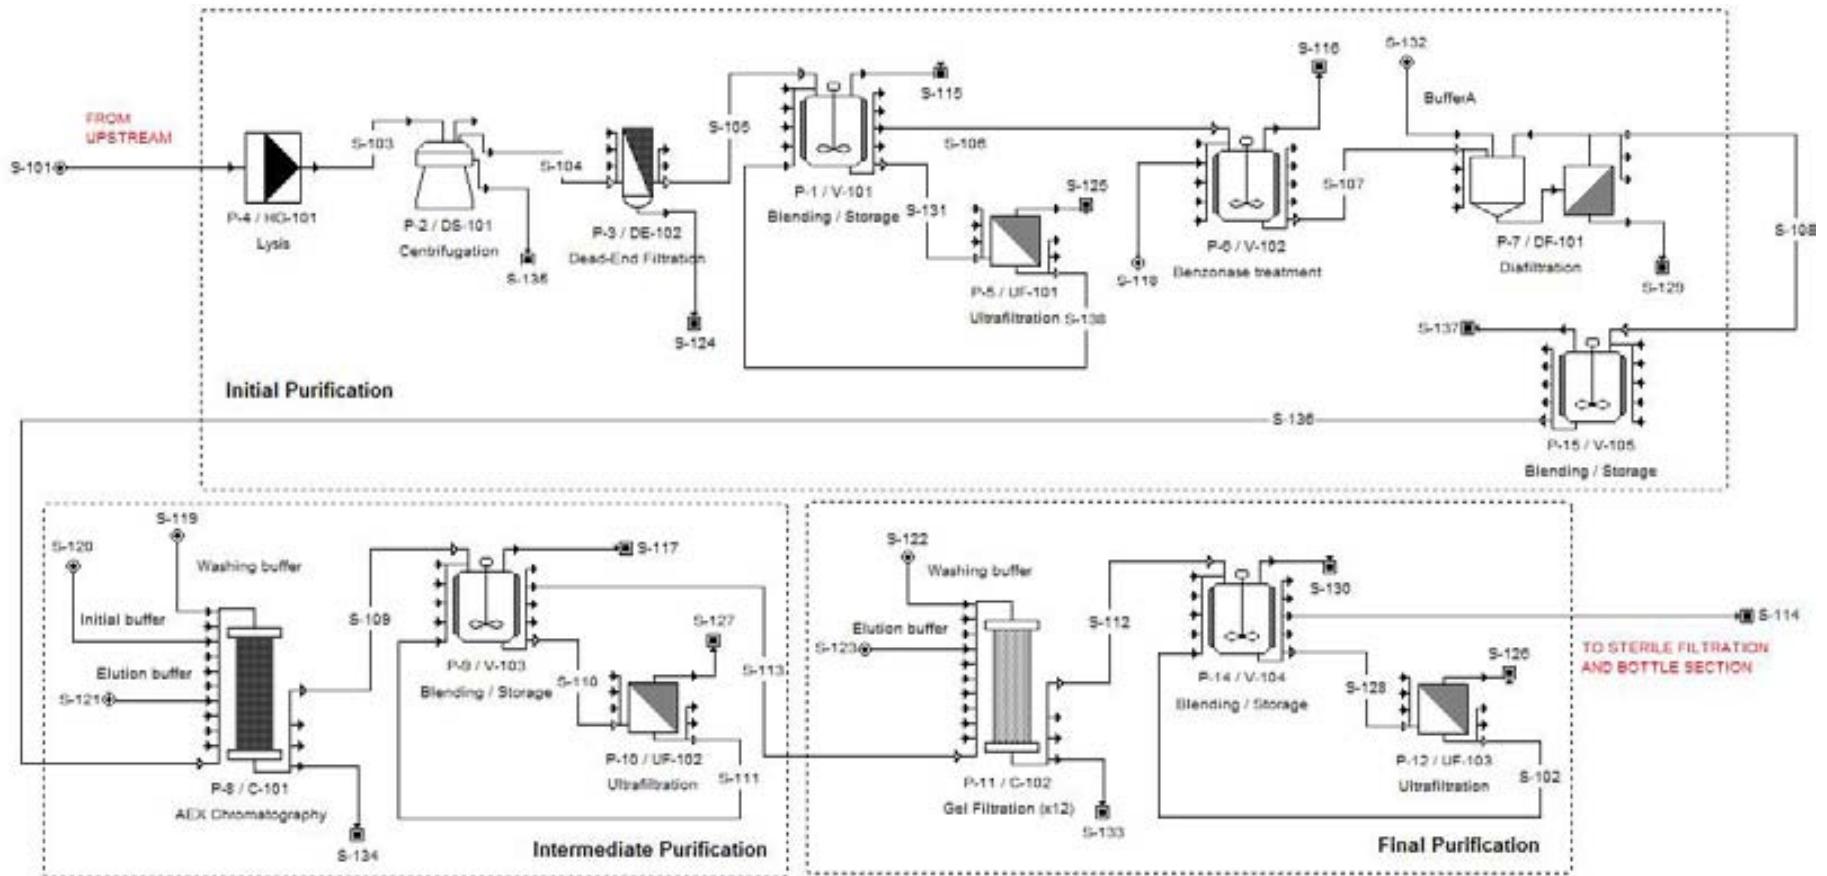 S-132
S-116
BufferA
S-115
FROM
UPSTREAM
S-103
S-105
S-106
S-101
S-104
P-4 / HG-101
Lysis
P-2 / DS-101
Centrifugation
S-135
P-3 / DE-102
Dead-End Filtration
S-124
P-1 / V-101
Blending / Storage
S-131
S-125
P-5 / UF-101
Ultrafiltration
S-138
S-118
P-6 / V-102
Benzonase treatment
S-107
P-7 / DF-101
Diafiltration
S-129
S-108
S-137
Initial Purification
S-136
P-15 / V-105
Blending / Storage
S-119
S-120
Washing buffer
Initial buffer
Elution buffer
S-121
P-8 / C-101
AEX Chromatography
S-134
S-109
S-117
P-9 / V-103
Blending / Storage
S-110
S-127
P-10 / UF-102
Ultrafiltration
S-111
S-113
Intermediate Purification
S-122
Washing buffer
Elution buffer
S-123
P-11 / C-102
Gel Filtration (x12)
S-133
S-112
S-130
S-114
TO STERILE FILTRATION
AND BOTTLE SECTION
P-14 / V-104
Blending / Storage
S-128
S-126
P-12 / UF-103
Ultrafiltration
S-102
Final Purification